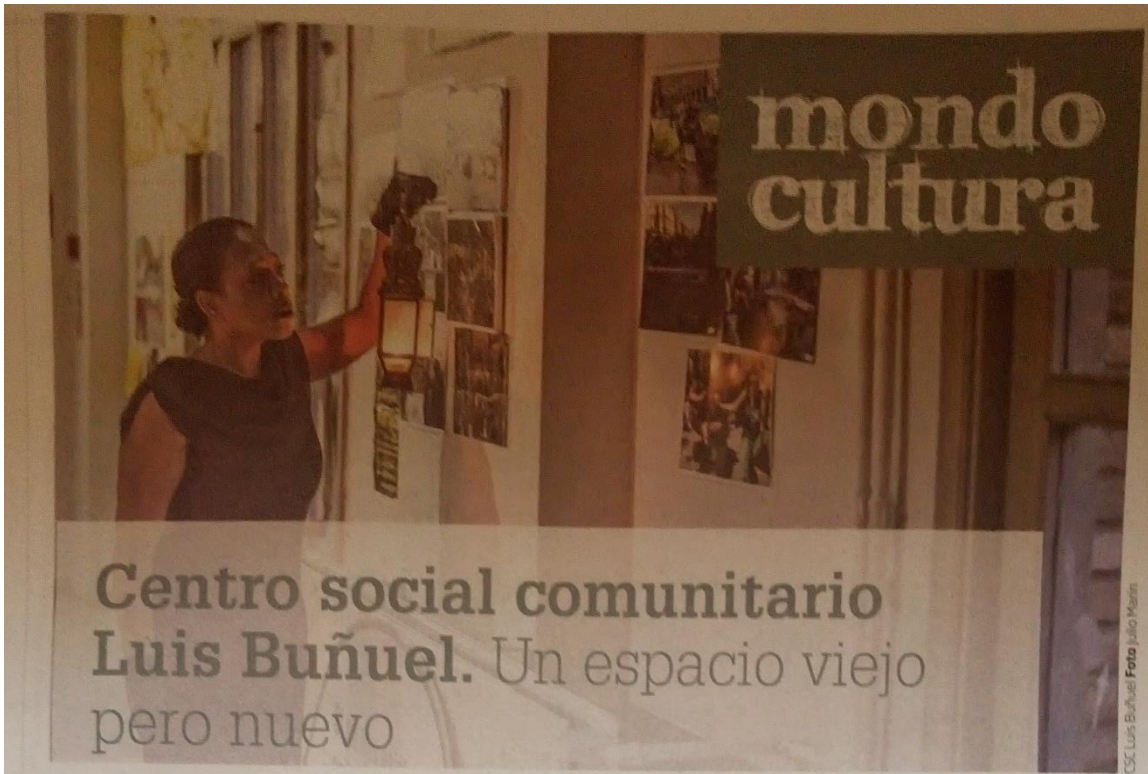 mondo
cultura
Centro social comunitario
Luis Buñuel. Un espacio viejo
pero nuevo
CSC Luis Buñuel Foto Julio Marín